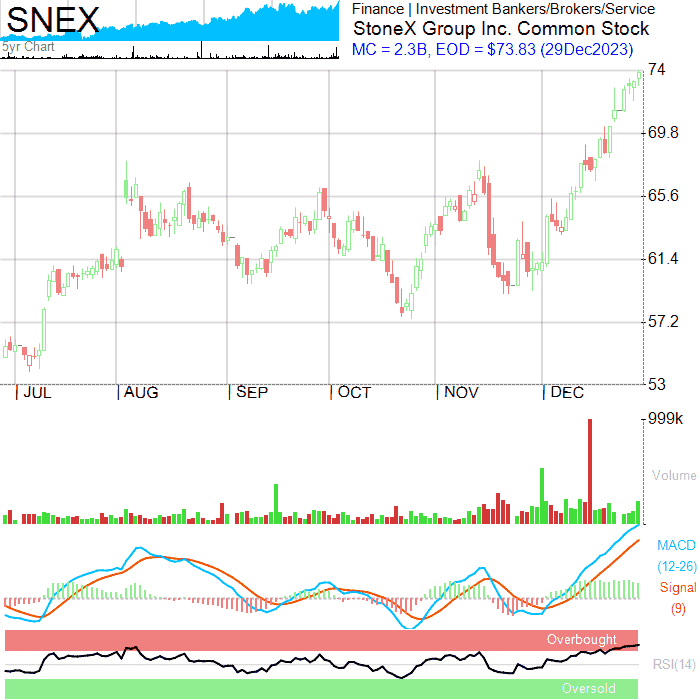 SNEX
5yr Chart
Finance | Investment Bankers/Brokers/Service
StoneX Group Inc. Common Stock
MC = 2.3B, EOD = $73.83 (29Dec2023)
74
69.8
65.6
61.4
57.2
53
JUL AUG SEP OCT NOV DEC
999k
Volume
MACD
(12-26)
Signal
(9)
Overbought
RSI(14)
Oversold